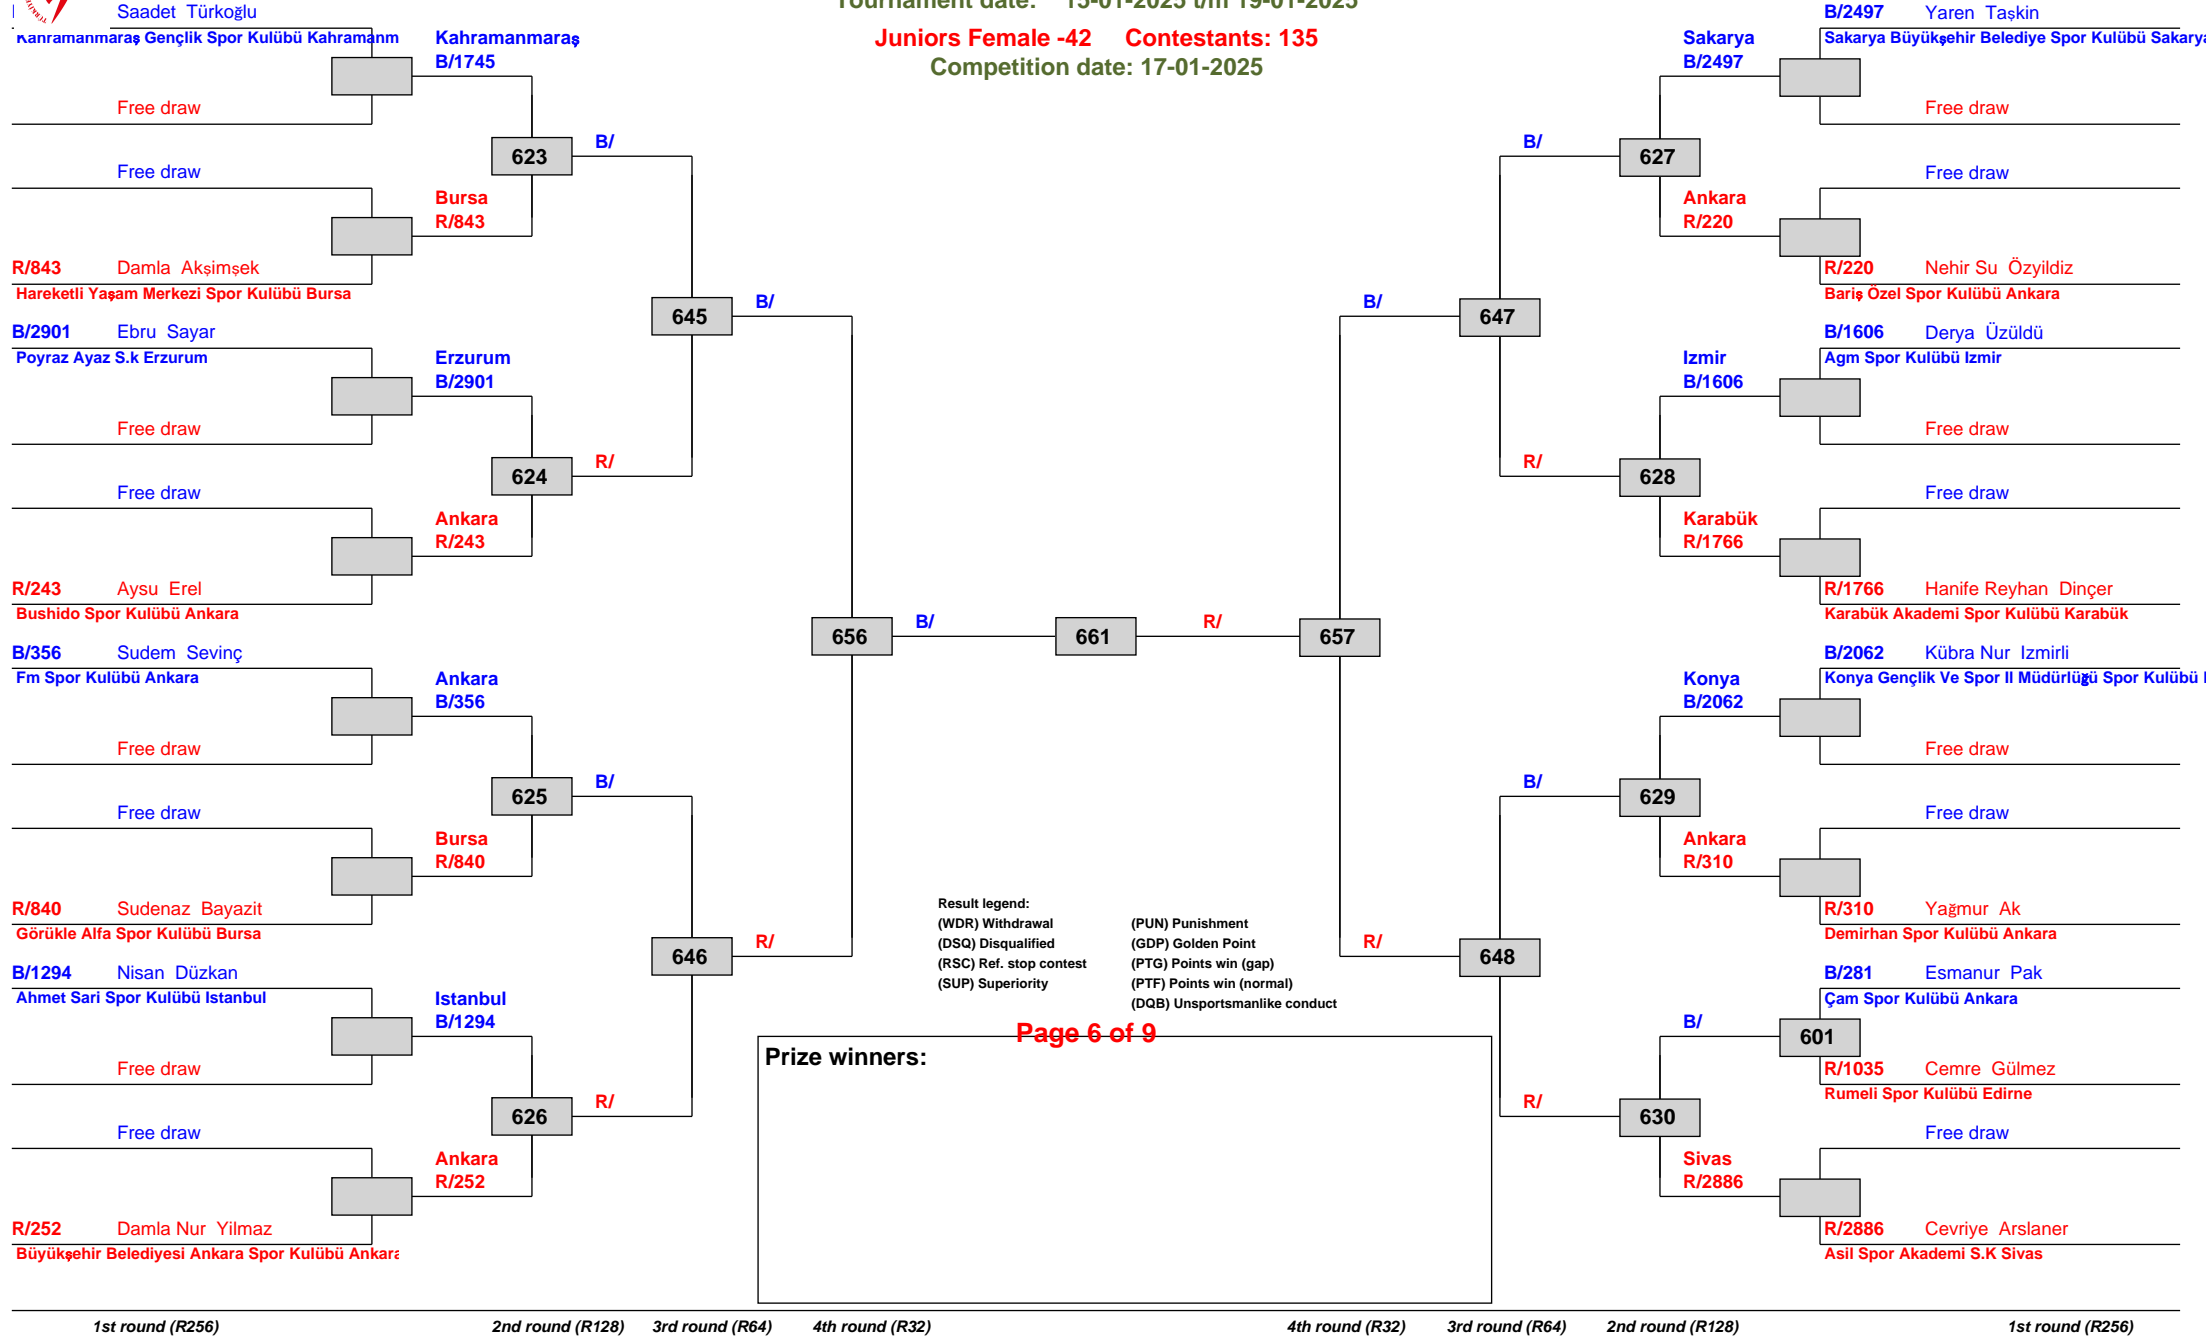 Tournament date: 15-01-2025 t/m 19-01-2025
Juniors Female -42 Contestants: 135
Competition date: 17-01-2025
Saadet Türkoğlu
Kahramanmaraş Gençlik Spor Kulübü Kahramanm
Free draw
Free draw
R/843 Damla Akşimşek
Hareketli Yaşam Merkezi Spor Kulübü Bursa
B/2901 Ebru Sayar
Poyraz Ayaz S.k Erzurum
Free draw
Free draw
R/243 Aysu Erel
Bushido Spor Kulübü Ankara
B/356 Sudem Sevinç
Fm Spor Kulübü Ankara
Free draw
Free draw
R/840 Sudenaz Bayazit
Görükle Alfa Spor Kulübü Bursa
B/1294 Nisan Düzkan
Ahmet Sari Spor Kulübü Istanbul
Free draw
Free draw
R/252 Damla Nur Yilmaz
Büyükşehir Belediyesi Ankara Spor Kulübü Ankara
Kahramanmaraş
B/1745
623
Bursa
R/843
Erzurum
B/2901
624
Ankara
R/243
Ankara
B/356
625
Bursa
R/840
Istanbul
B/1294
626
Ankara
R/252
B/
645
R/
B/
646
R/
B/
656
R/
B/
661
R/
B/
657
R/
B/
647
R/
B/
648
R/
Sakarya
B/2497
627
Ankara
R/220
Izmir
B/1606
628
Karabük
R/1766
Konya
B/2062
629
Ankara
R/310
B/
630
Sivas
R/2886
B/2497 Yaren Taşkin
Sakarya Büyükşehir Belediye Spor Kulübü Sakarya
Free draw
Free draw
R/220 Nehir Su Özyildiz
Bariş Özel Spor Kulübü Ankara
B/1606 Derya Üzüldü
Agm Spor Kulübü Izmir
Free draw
Free draw
R/1766 Hanife Reyhan Dinçer
Karabük Akademi Spor Kulübü Karabük
B/2062 Kübra Nur Izmirli
Konya Gençlik Ve Spor Il Müdürlüğü Spor Kulübü
Free draw
Free draw
R/310 Yağmur Ak
Demirhan Spor Kulübü Ankara
B/281 Esmanur Pak
Çam Spor Kulübü Ankara
601
R/1035 Cemre Gülmez
Rumeli Spor Kulübü Edirne
Free draw
R/2886 Cevriye Arslaner
Asil Spor Akademi S.K Sivas
Result legend:
(WDR) Withdrawal (PUN) Punishment
(DSQ) Disqualified (GDP) Golden Point
(RSC) Ref. stop contest (PTG) Points win (gap)
(SUP) Superiority (PTF) Points win (normal)
(DQB) Unsportsmanlike conduct
Page 6 of 9
Prize winners:
1st round (R256) 2nd round (R128) 3rd round (R64) 4th round (R32) 4th round (R32) 3rd round (R64) 2nd round (R128) 1st round (R256)